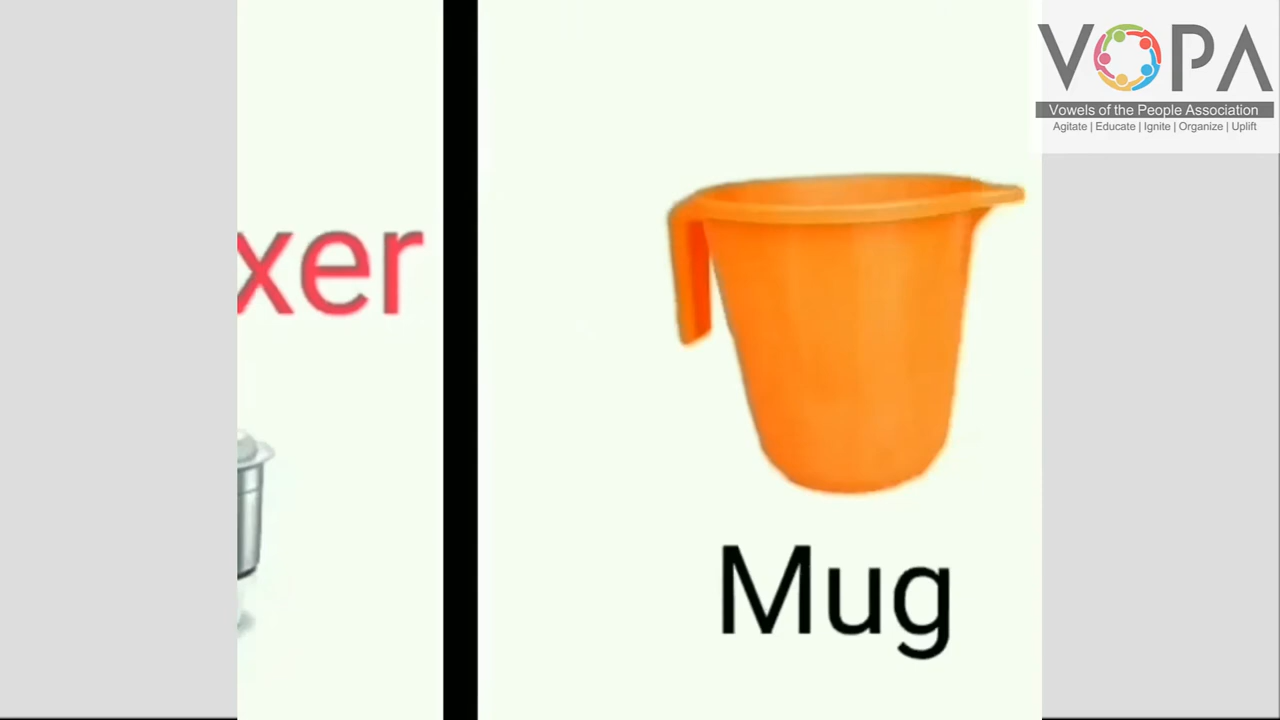 xer
Mug
VOPA
Vowels of the People Association
Agitate | Educate | Ignite | Organize | Uplift